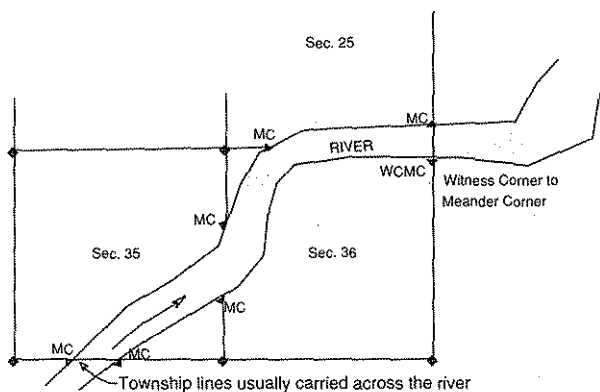 Sec. 25
MC
MC
RIVER
WCMC
Witness Corner to
Meander Corner
MC
Sec. 35
Sec. 36
MC
MC
MC
Township lines usually carried across the river